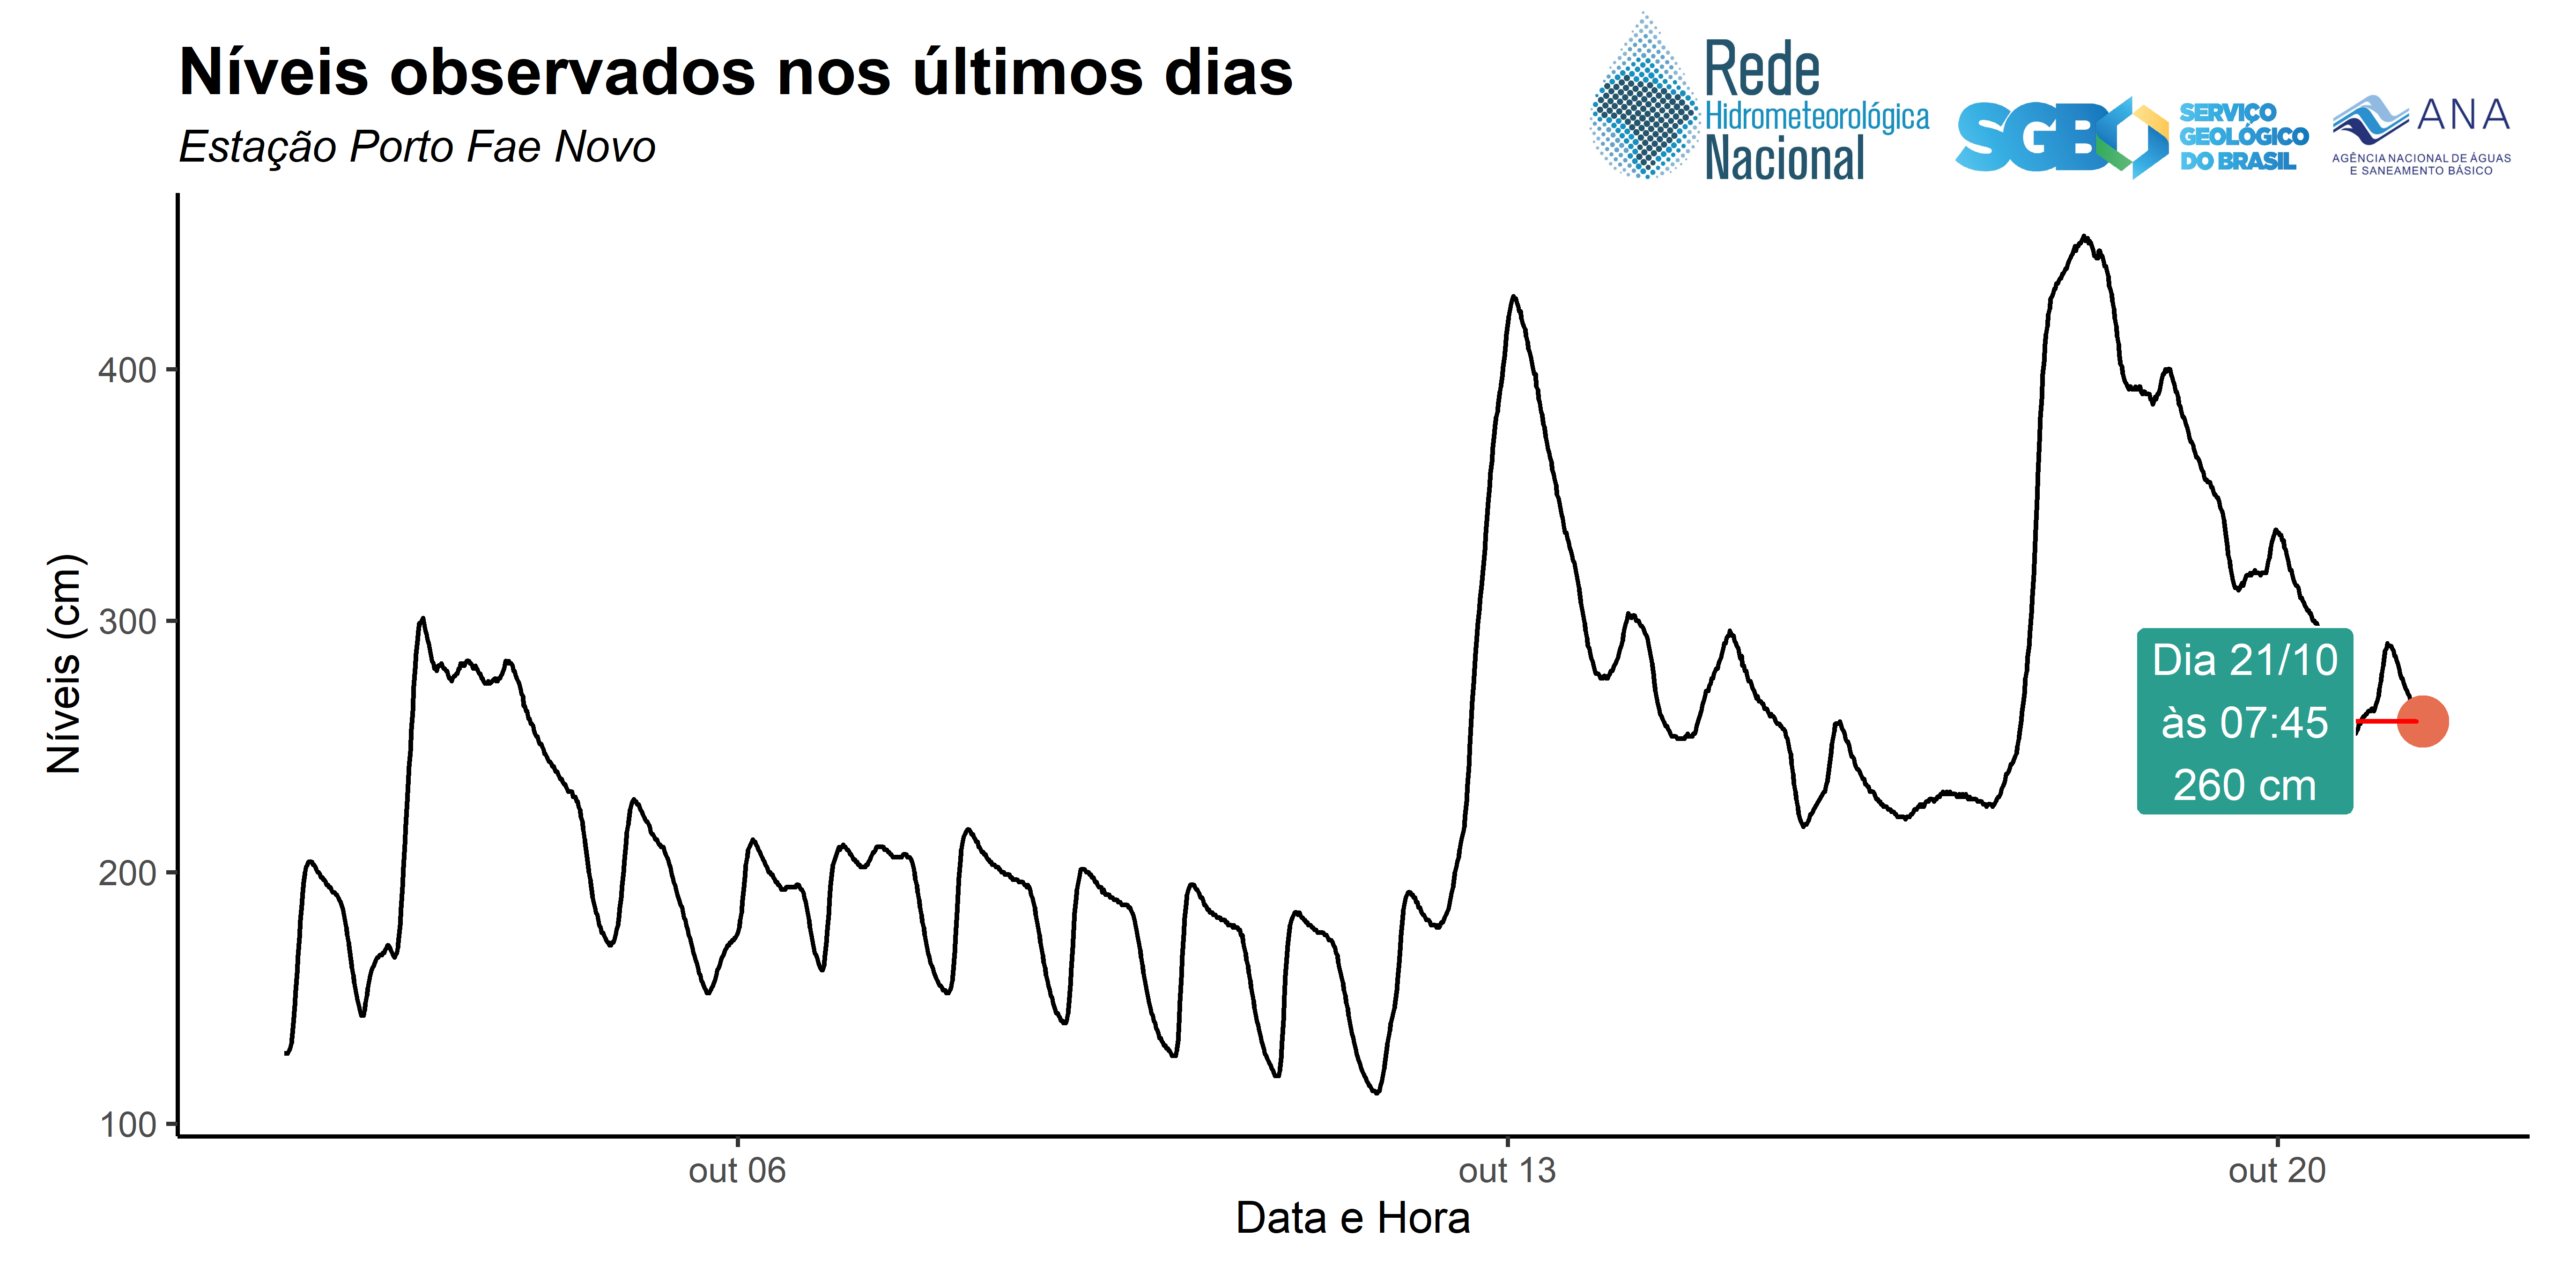 Níveis observados nos últimos dias
Estação Porto Fae Novo
Rede
Hidrometeorológica
Nacional
SGB
SERVIÇO
GEOLÓGICO
DO BRASIL
ANA
AGÊNCIA NACIONAL DE ÁGUAS
E SANEAMENTO BÁSICO
Níveis (cm)
400
300
200
100
Dia 21/10
às 07:45
260 cm
out 06
out 13
out 20
Data e Hora